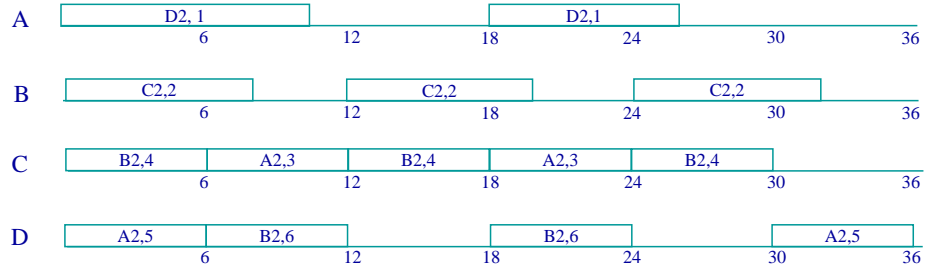 A D2, 1 D2,1
6 12 18 24 30 36
B C2,2 C2,2 C2,2
6 12 18 24 30 36
C B2,4 A2,3 B2,4 A2,3 B2,4
6 12 18 24 30 36
D A2,5 B2,6 B2,6 A2,5
6 12 18 24 30 36